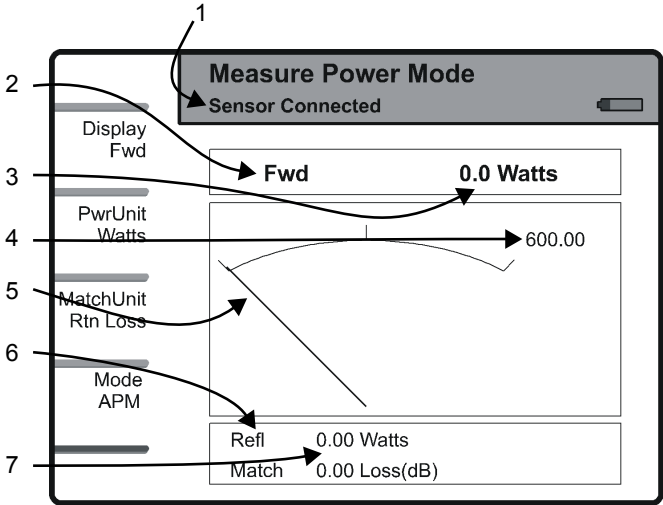 1
Measure Power Mode
Sensor Connected
2
Display
Fwd
Fwd 0.0 Watts
3
PwrUnit
Watts
4
600.00
5
MatchUnit
Rtn Loss
6
Mode
APM
Refl 0.00 Watts
7
Match 0.00 Loss(dB)